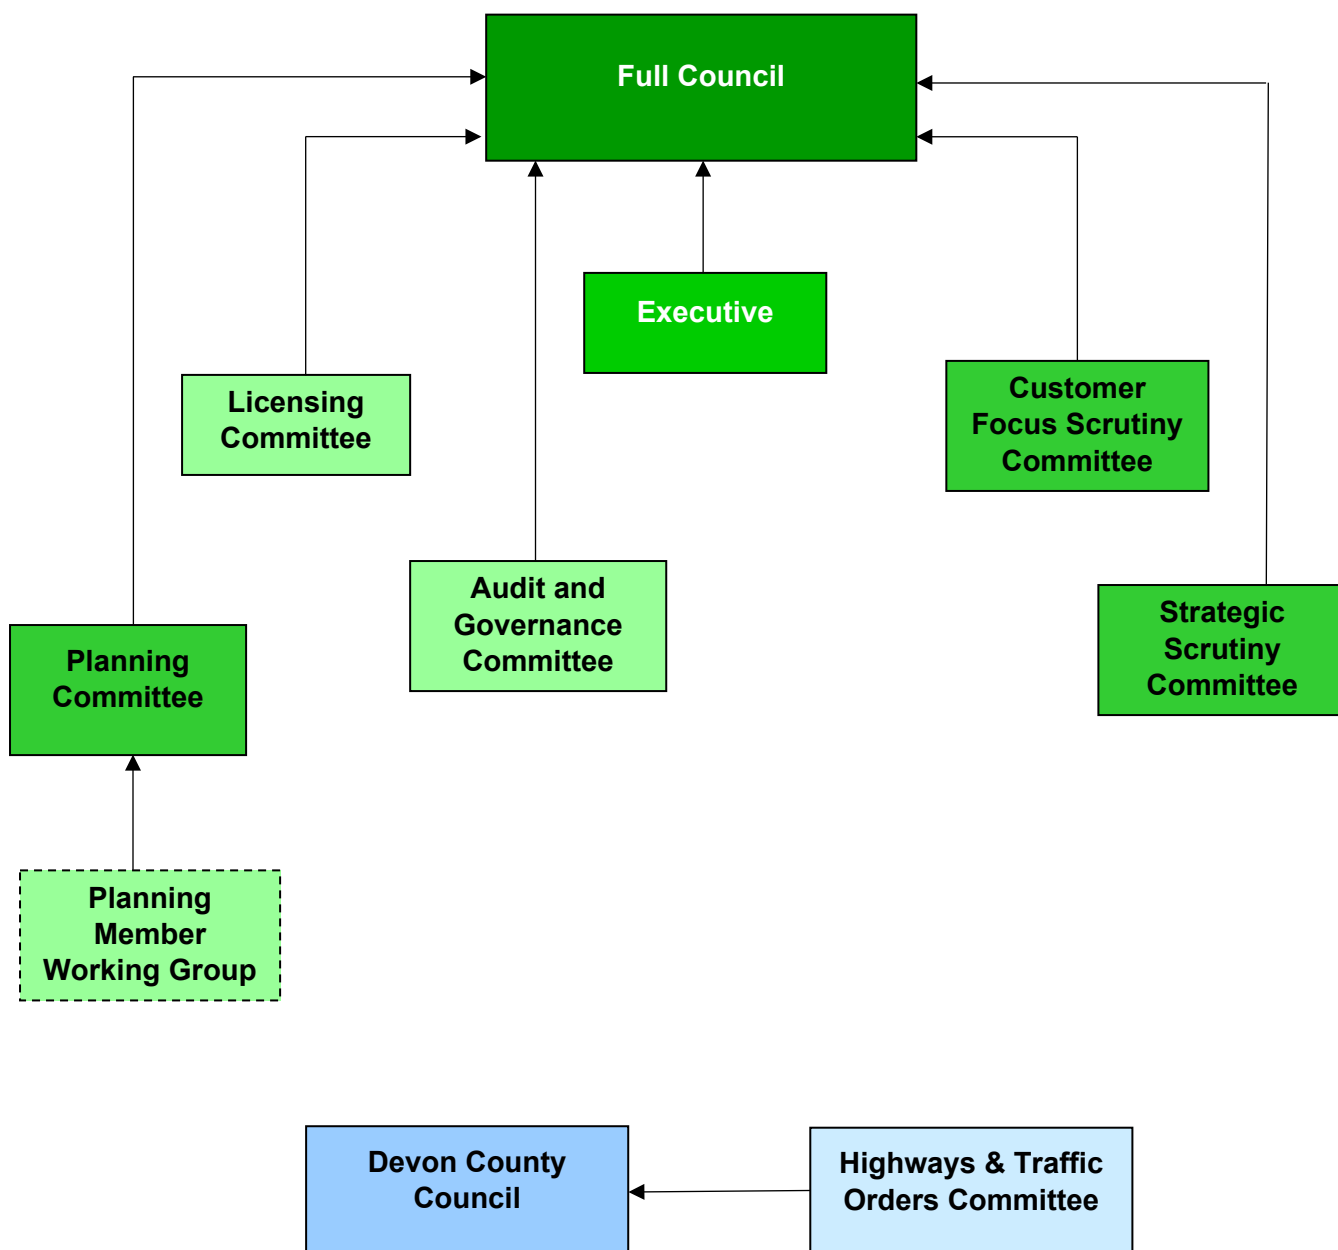 Full Council
Executive
Licensing
Committee
Customer
Focus Scrutiny
Committee
Audit and
Governance
Committee
Strategic
Scrutiny
Committee
Planning
Committee
Planning
Member
Working Group
Devon County
Council
Highways & Traffic
Orders Committee